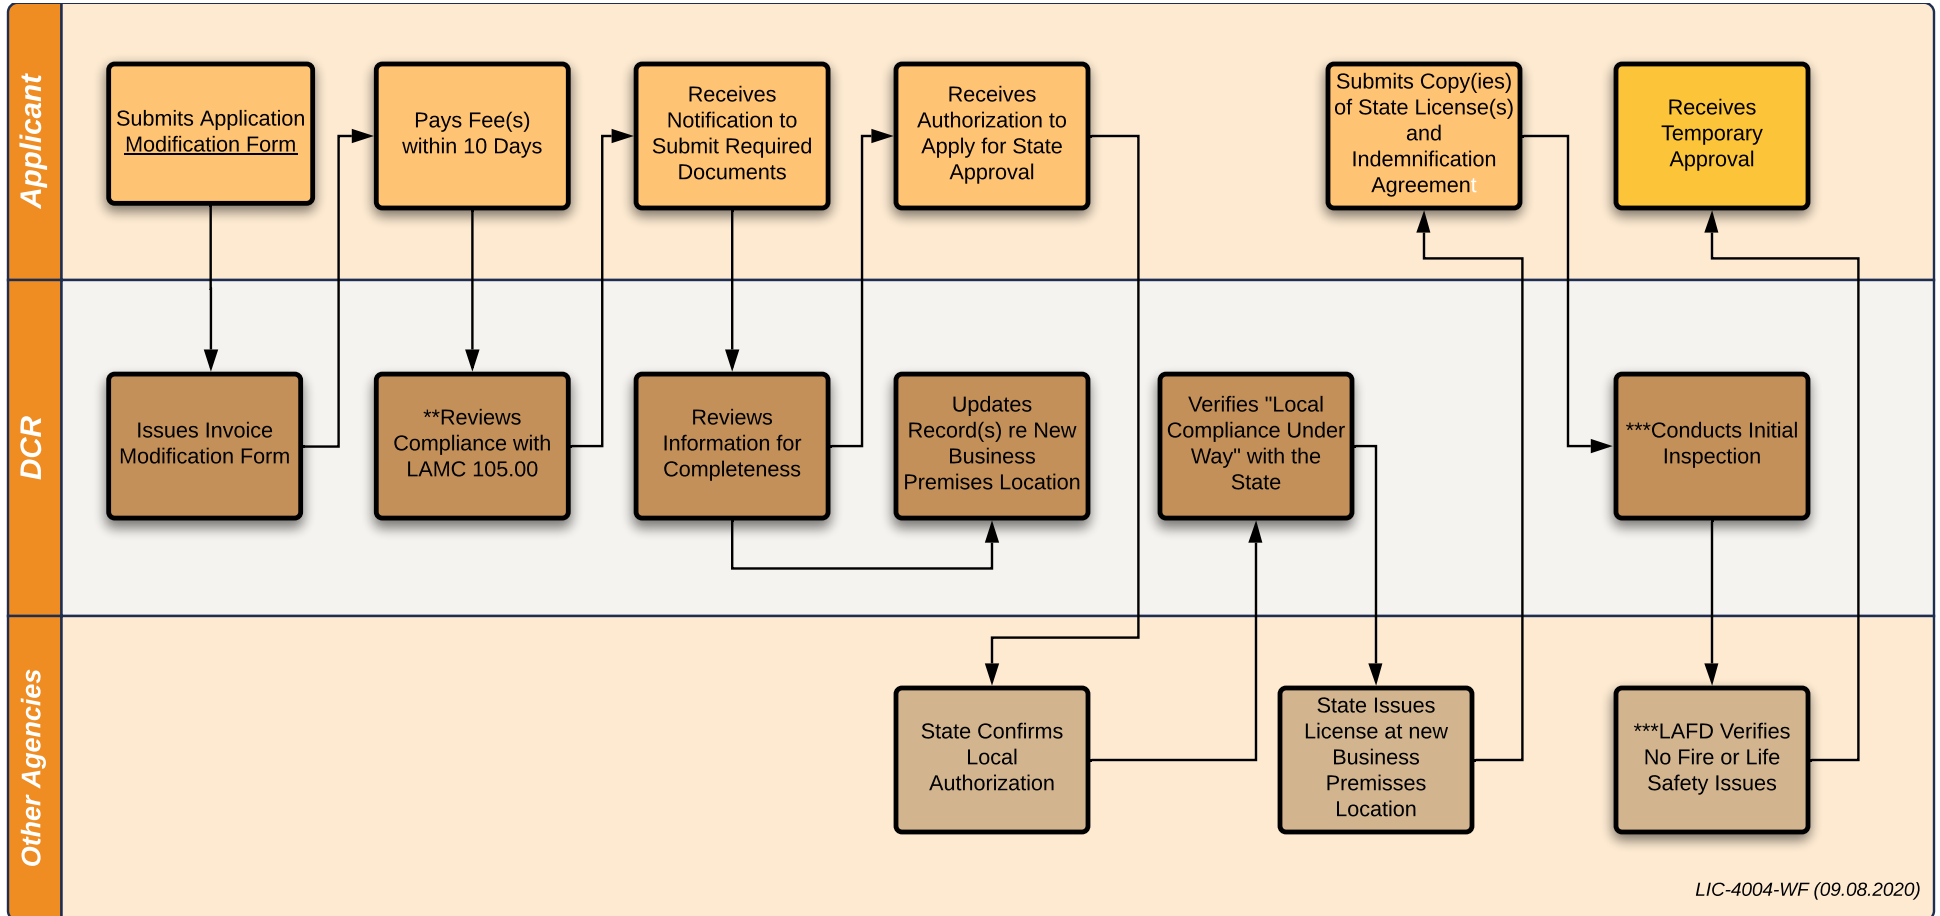 Applicant
Submits Application
Modification Form
Pays Fee(s)
within 10 Days
Receives
Notification to
Submit Required
Documents
Receives
Authorization to
Apply for State
Approval
Submits Copy(ies)
of State License(s)
and
Indemnification
Agreement
Receives
Temporary
Approval
DCR
Issues Invoice
Modification Form
**Reviews
Compliance with
LAMC 105.00
Reviews
Information for
Completeness
Updates
Record(s) re New
Business
Premises Location
Verifies "Local
Compliance Under
Way" with the
State
***Conducts Initial
Inspection
Other Agencies
State Confirms
Local
Authorization
State Issues
License at new
Business
Premisses
Location
***LAFD Verifies
No Fire or Life
Safety Issues
LIC-4004-WF (09.08.2020)